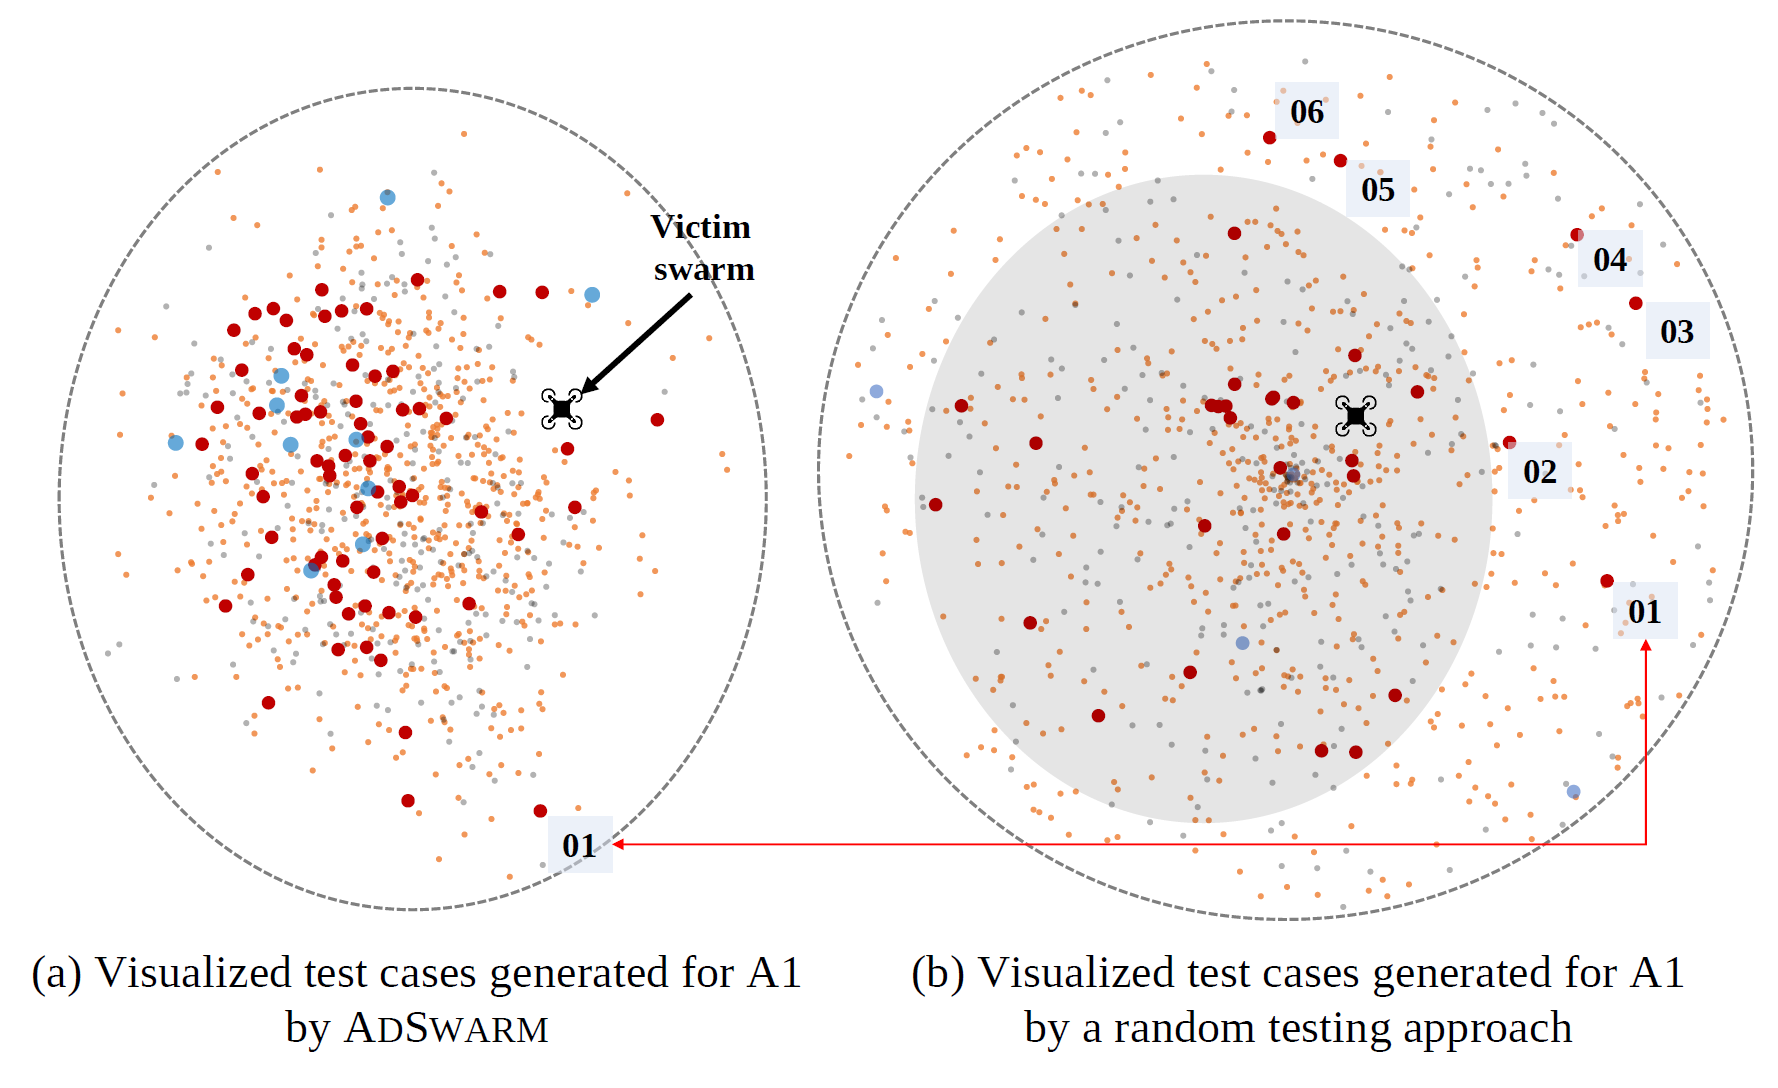 Victim
swarm
01
06
05
04
03
02
01
(a) Visualized test cases generated for A1
by ADSWARM
(b) Visualized test cases generated for A1
by a random testing approach